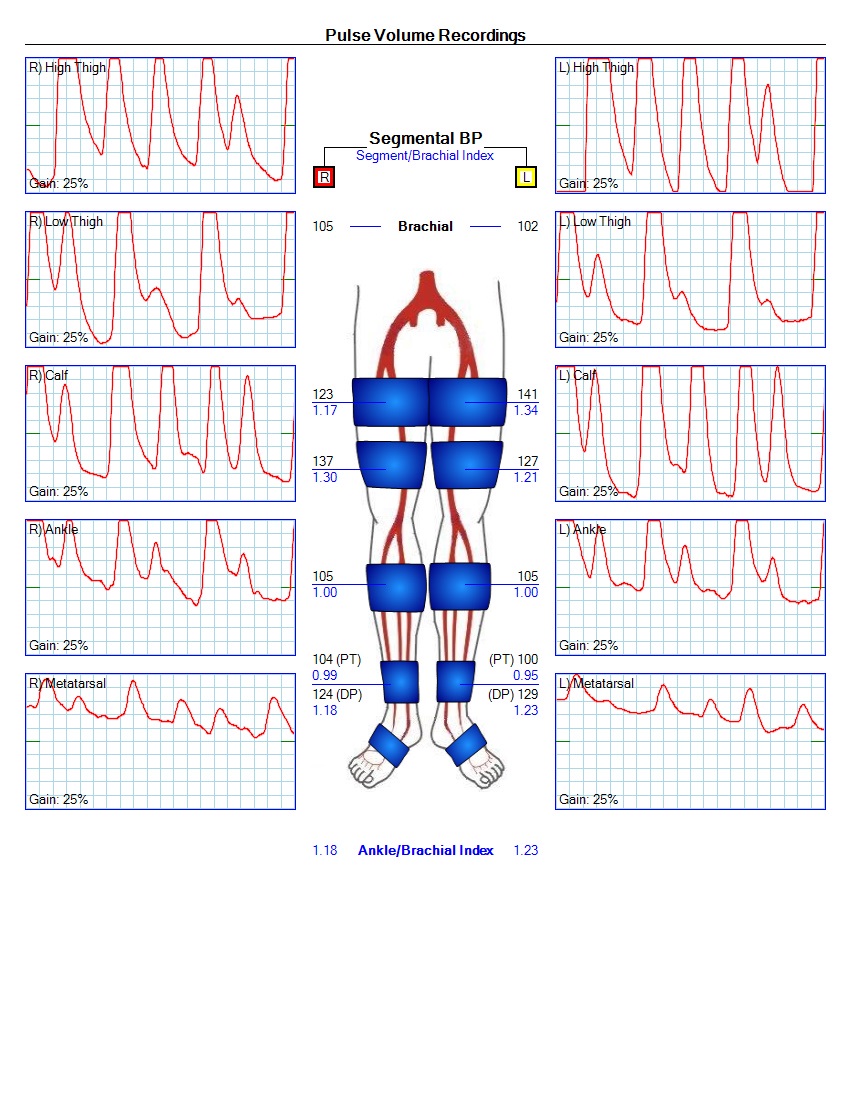 Pulse Volume Recordings
R) High Thigh
Gain: 25%
L) High Thigh
Gain: 25%
Segmental BP
Segment/Brachial Index
R
L
R) Low Thigh
Gain: 25%
105 Brachial 102
L) Low Thigh
Gain: 25%
R) Calf
Gain: 25%
123
1.17
141
1.34
137
1.30
127
1.21
L) Calf
Gain: 25%
R) Ankle
Gain: 25%
105
1.00
105
1.00
L) Ankle
Gain: 25%
R) Metatarsal
Gain: 25%
104 (PT)
0.99
124 (DP)
1.18
(PT) 100
0.95
(DP) 129
1.23
L) Metatarsal
Gain: 25%
1.18 Ankle/Brachial Index 1.23